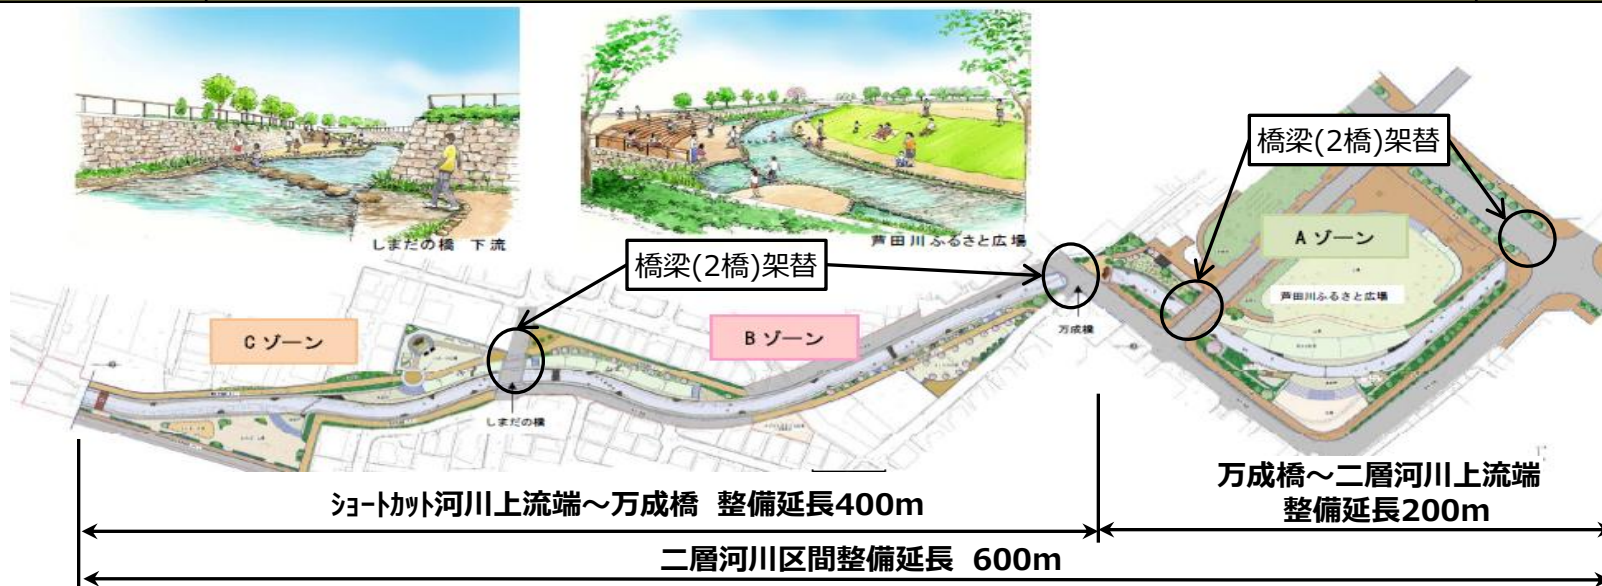 しまだの橋 下流
芦田川ふるさと広場
橋梁(2橋)架替
橋梁(2橋)架替
Aゾーン
芦田川ふるさと広場
Bゾーン
Cゾーン
万成橋
しまだの橋
ｼｮｰﾄｶｯﾄ河川上流端～万成橋 整備延長400m
万成橋～二層河川上流端
整備延長200m
二層河川区間整備延長 600m